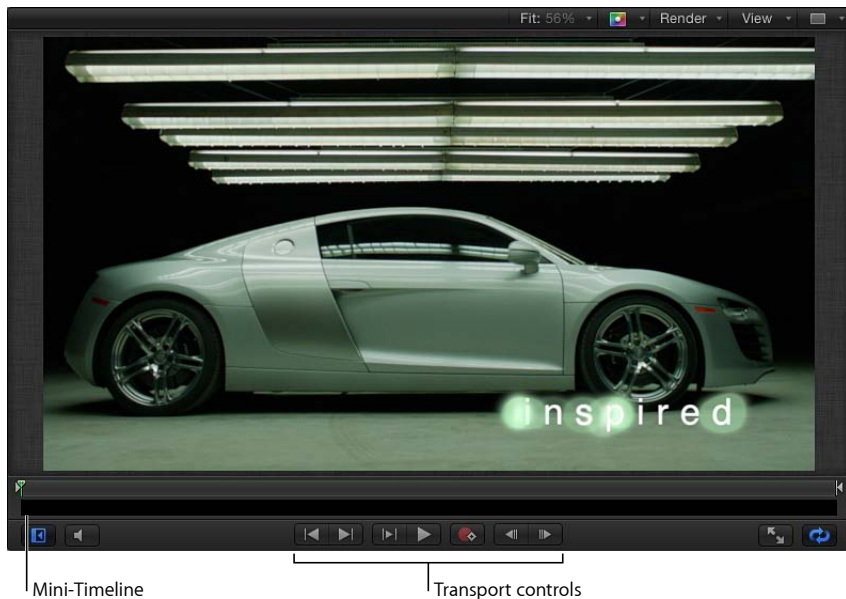 Fit: 56% Render View
inspired
Mini-Timeline Transport controls